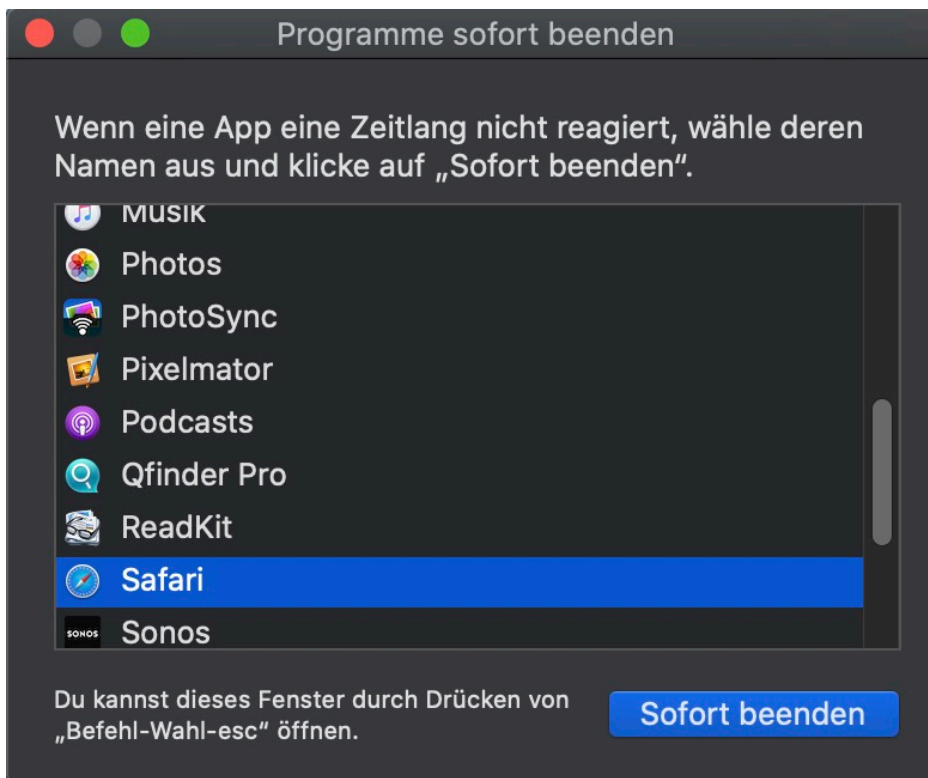 Programme sofort beenden
Wenn eine App eine Zeitlang nicht reagiert, wähle deren
Namen aus und klicke auf „Sofort beenden“.
Musik
Photos
PhotoSync
Pixelmator
Podcasts
Qfinder Pro
ReadKit
Safari
SONOS Sonos
Du kannst dieses Fenster durch Drücken von
„Befehl-Wahl-esc“ öffnen.
Sofort beenden